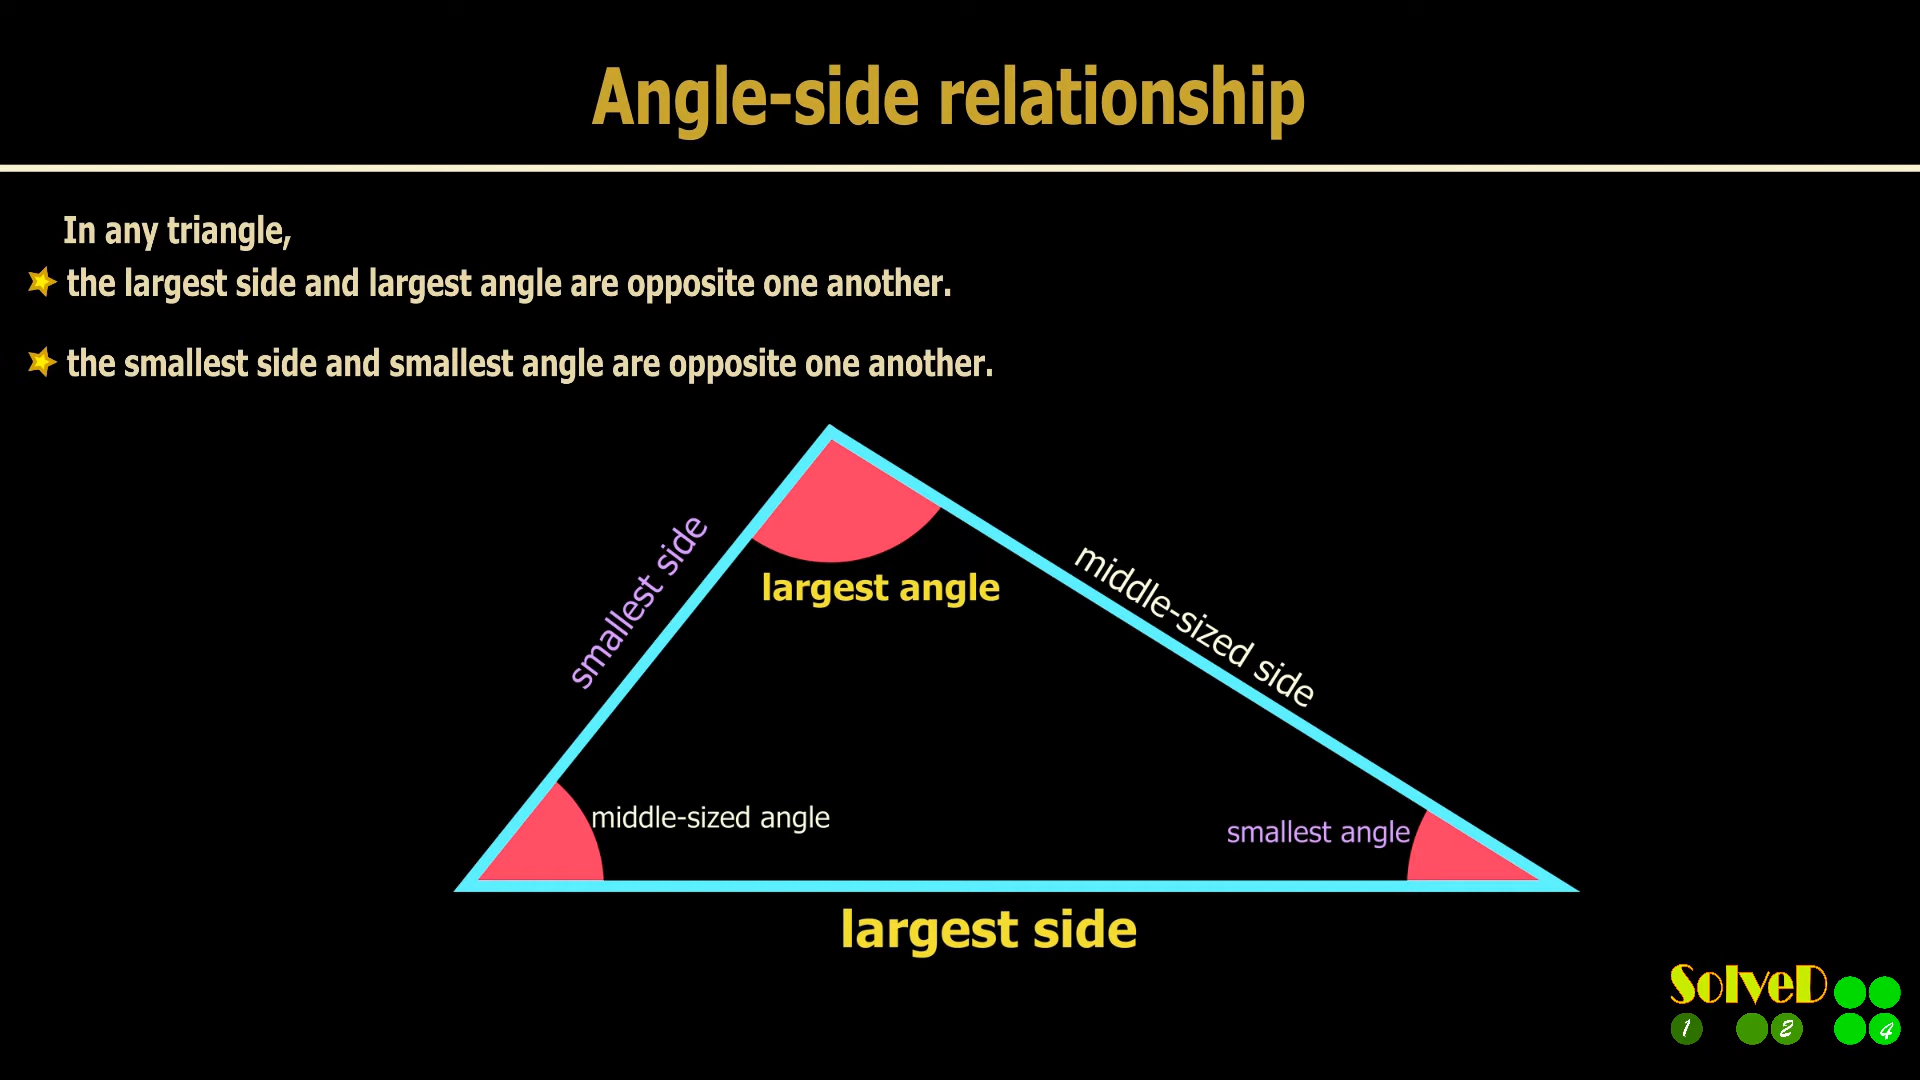 Angle-side relationship
In any triangle,
the largest side and largest angle are opposite one another.
the smallest side and smallest angle are opposite one another.
smallest side
largest angle
middle-sized side
middle-sized angle
smallest angle
largest side
SolveD
1 2 4